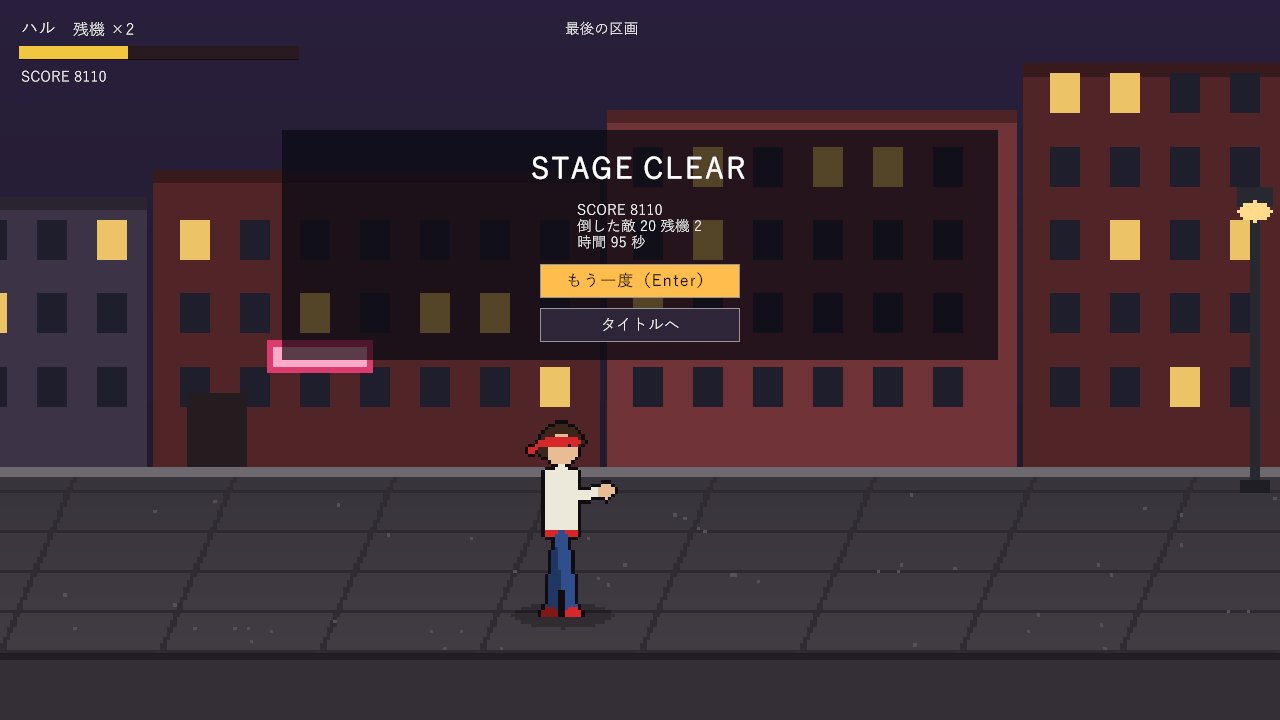 ハル 残機 ×2
最後の区画
SCORE 8110
STAGE CLEAR
SCORE 8110
倒した敵 20 残機 2
時間 95 秒
もう一度（Enter）
タイトルへ